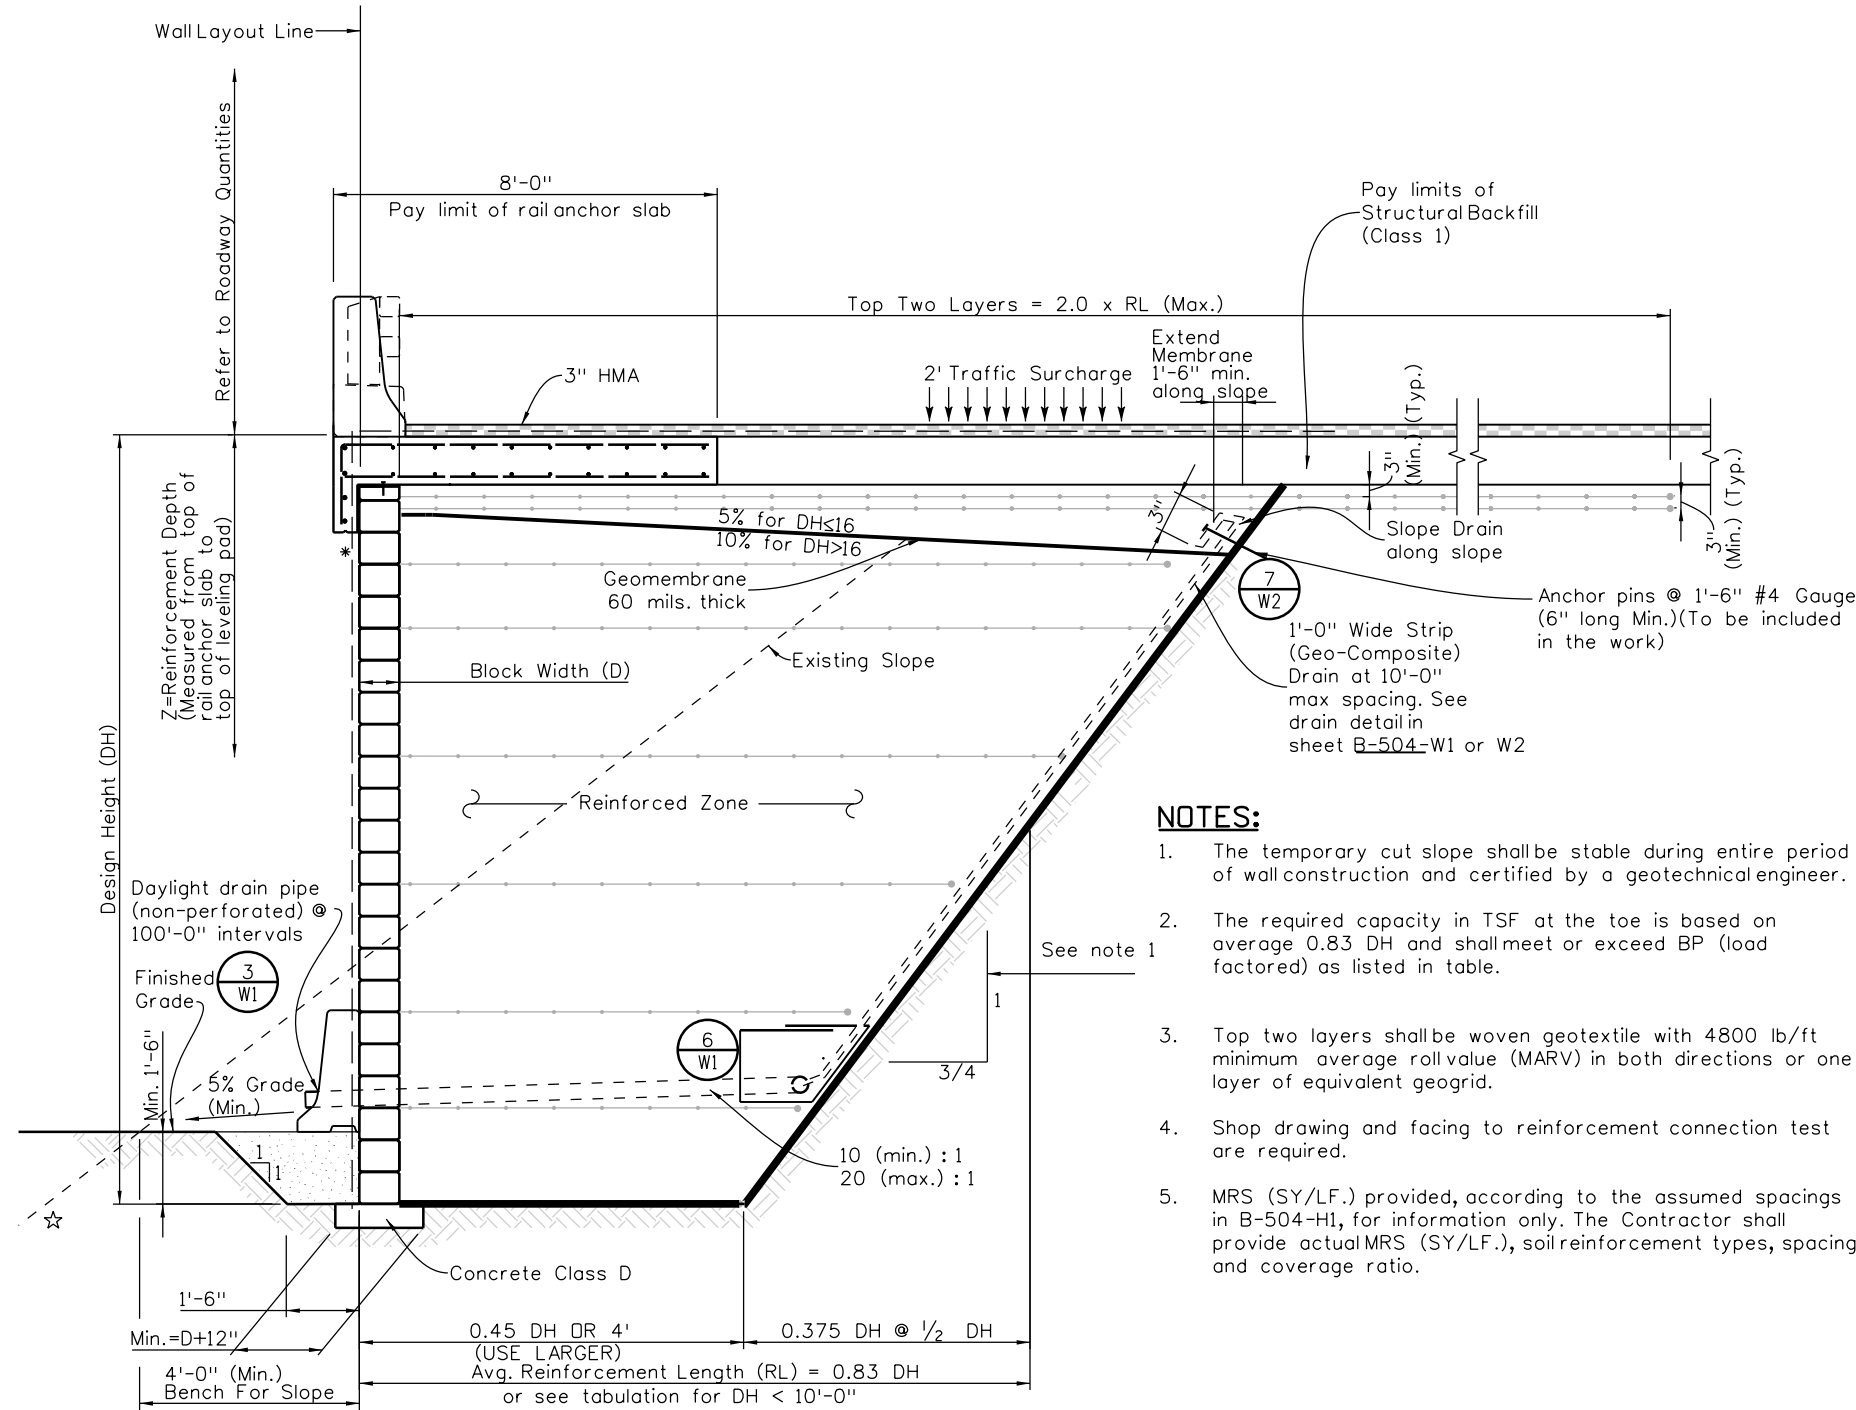 Wall Layout Line
Refer to Roadway Quantities
8'-0"
Pay limit of rail anchor slab
Pay limits of
Structural Backfill
(Class 1)
Top Two Layers = 2.0 x RL (Max.)
Extend
Membrane
1'-6" min.
along slope
3" HMA
2' Traffic Surcharge
3"
(Min.) (Typ.)
3"
(Min.) (Typ.)
Z=Reinforcement Depth
(Measured from top of
rail anchor slab to
top of leveling pad)
*
5% for DH≤16
10% for DH>16
3"
Slope Drain
along slope
Geomembrane
60 mils. thick
7
W2
Anchor pins @ 1'-6" #4 Gauge
(6" long Min.)(To be included
in the work)
1'-0" Wide Strip
(Geo-Composite)
Drain at 10'-0"
max spacing. See
drain detail in
sheet B-504-W1 or W2
Existing Slope
Block Width (D)
Design Height (DH)
Reinforced Zone
Daylight drain pipe
(non-perforated) @
100'-0" intervals
Finished
Grade
3
W1
See note 1
1
3/4
6
W1
Min. 1'-6"
5% Grade
(Min.)
1
1
10 (min.) : 1
20 (max.) : 1
Concrete Class D
1'-6"
Min.=D+12"
4'-0" (Min.)
Bench For Slope
0.45 DH OR 4'
(USE LARGER)
0.375 DH @ 1/2 DH
Avg. Reinforcement Length (RL) = 0.83 DH
or see tabulation for DH < 10'-0"
NOTES:
1. The temporary cut slope shall be stable during entire period
of wall construction and certified by a geotechnical engineer.
2. The required capacity in TSF at the toe is based on
average 0.83 DH and shall meet or exceed BP (load
factored) as listed in table.
3. Top two layers shall be woven geotextile with 4800 lb/ft
minimum average roll value (MARV) in both directions or one
layer of equivalent geogrid.
4. Shop drawing and facing to reinforcement connection test
are required.
5. MRS (SY/LF.) provided, according to the assumed spacings
in B-504-H1, for information only. The Contractor shall
provide actual MRS (SY/LF.), soil reinforcement types, spacing
and coverage ratio.